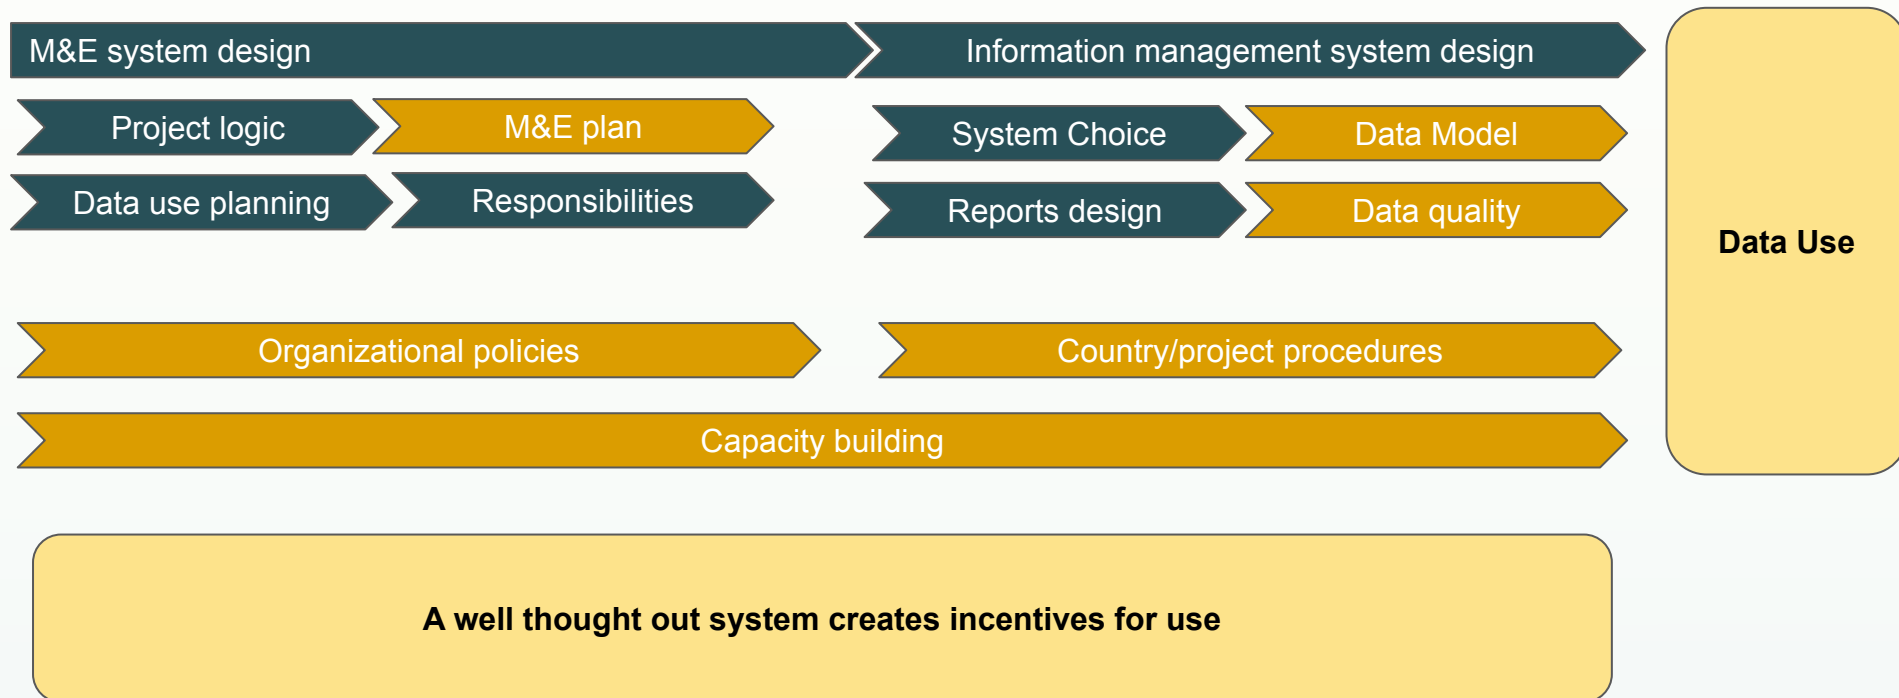 M&E system design
Information management system design
Project logic
M&E plan
System Choice
Data Model
Data use planning
Responsibilities
Reports design
Data quality
Data Use
Organizational policies
Country/project procedures
Capacity building
A well thought out system creates incentives for use